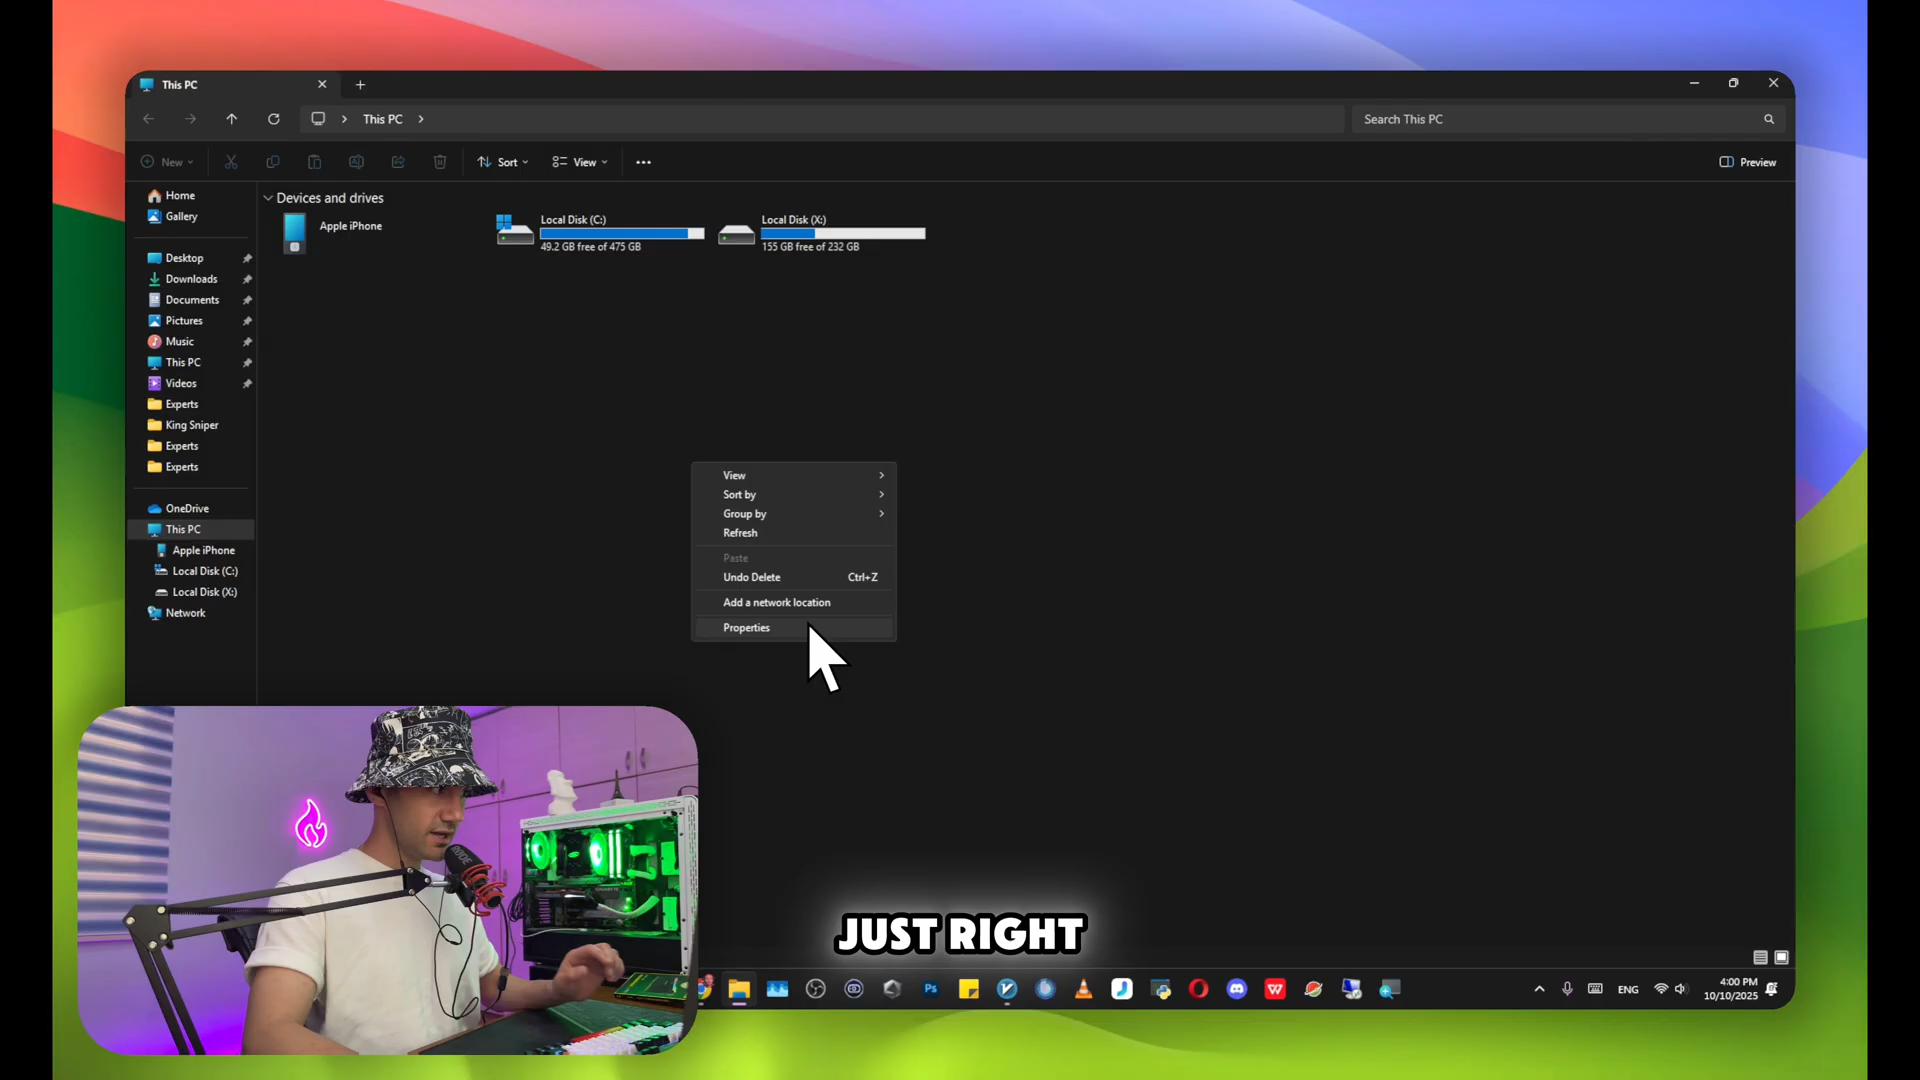 This PC
This PC
Search This PC
New
Sort
View
Preview
Home
Gallery
Desktop
Downloads
Documents
Pictures
Music
This PC
Videos
Experts
King Sniper
Experts
Experts
OneDrive
This PC
Apple iPhone
Local Disk (C:)
Local Disk (X:)
Network
Devices and drives
Apple iPhone
Local Disk (C:)
49.2 GB free of 475 GB
Local Disk (X:)
155 GB free of 232 GB
View
Sort by
Group by
Refresh
Paste
Undo Delete Ctrl+Z
Add a network location
Properties
RODE
JUST RIGHT
Ps
W
ENG
4:00 PM
10/10/2025